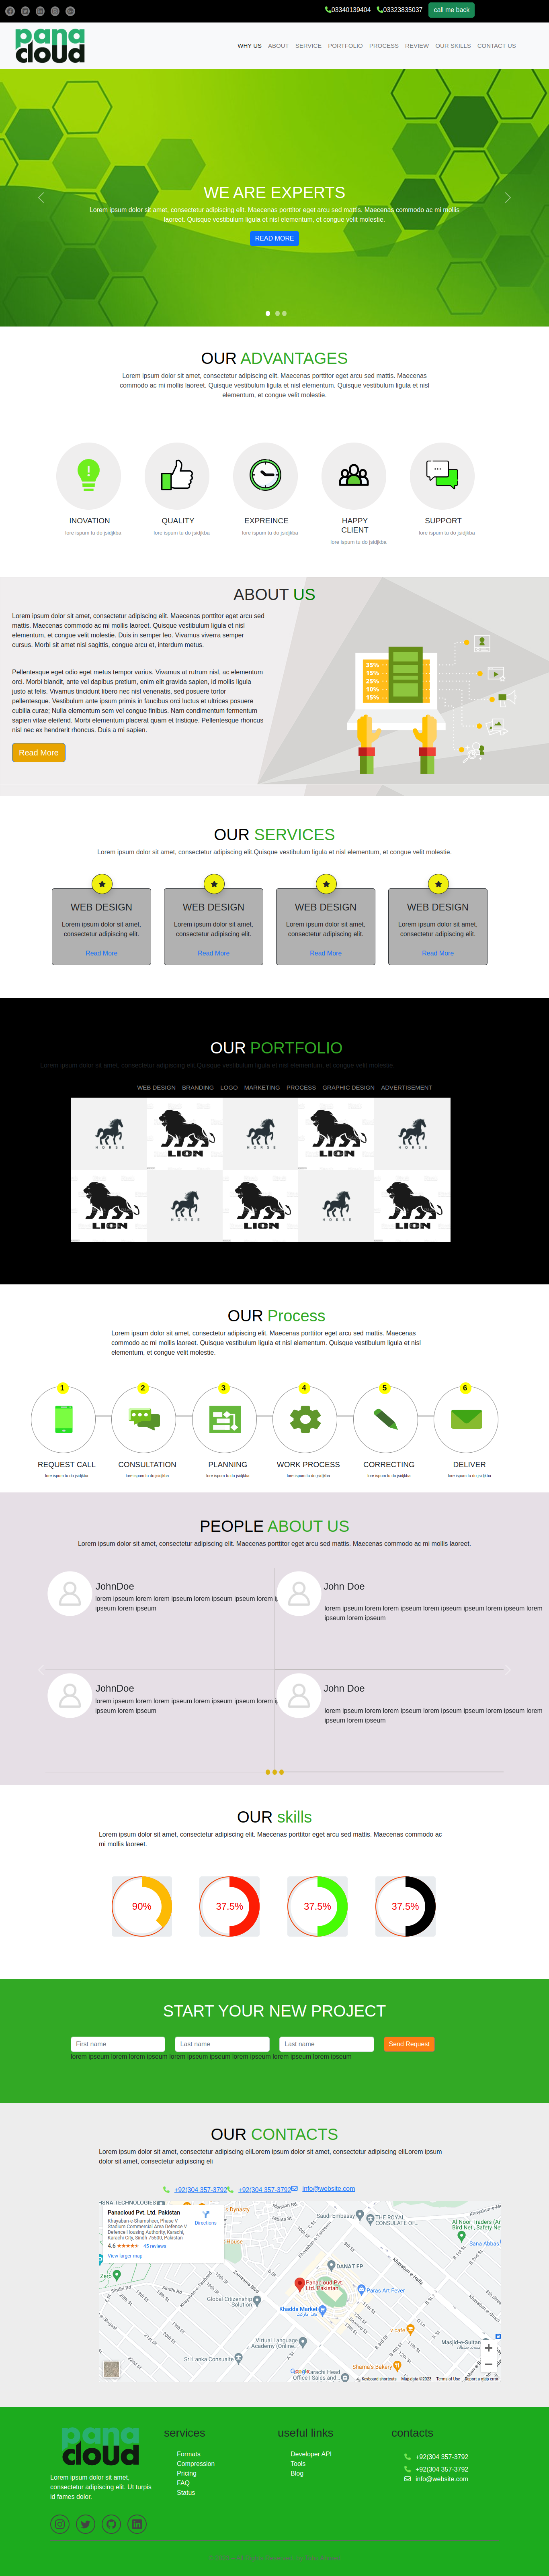 03340139404 03323835037 call me back
pana cloud
WHY US ABOUT SERVICE PORTFOLIO PROCESS REVIEW OUR SKILLS CONTACT US
WE ARE EXPERTS
Lorem ipsum dolor sit amet, consectetur adipiscing elit. Maecenas porttitor eget arcu sed mattis. Maecenas commodo ac mi mollis
laoreet. Quisque vestibulum ligula et nisl elementum, et congue velit molestie.
READ MORE
OUR ADVANTAGES
Lorem ipsum dolor sit amet, consectetur adipiscing elit. Maecenas porttitor eget arcu sed mattis. Maecenas
commodo ac mi mollis laoreet. Quisque vestibulum ligula et nisl elementum. Quisque vestibulum ligula et nisl
elementum, et congue velit molestie.
INOVATION
lore ispum tu do jisdjkba
QUALITY
lore ispum tu do jisdjkba
EXPREINCE
lore ispum tu do jisdjkba
HAPPY
CLIENT
lore ispum tu do jisdjkba
SUPPORT
lore ispum tu do jisdjkba
ABOUT US
Lorem ipsum dolor sit amet, consectetur adipiscing elit. Maecenas porttitor eget arcu sed
mattis. Maecenas commodo ac mi mollis laoreet. Quisque vestibulum ligula et nisl
elementum, et congue velit molestie. Duis in semper leo. Vivamus viverra semper
cursus. Morbi sit amet nisl sagittis, congue arcu et, interdum metus.
Pellentesque eget odio eget metus tempor varius. Vivamus at rutrum nisl, ac elementum
orci. Morbi blandit, ante vel dapibus pretium, enim elit gravida sapien, id mollis ligula
justo at felis. Vivamus tincidunt libero nec nisl venenatis, sed posuere tortor
pellentesque. Vestibulum ante ipsum primis in faucibus orci luctus et ultrices posuere
cubilia curae; Nulla elementum sem vel congue finibus. Nam condimentum fermentum
sapien vitae eleifend. Morbi elementum placerat quam et tristique. Pellentesque rhoncus
nisl nec ex hendrerit rhoncus. Duis a mi sapien.
Read More
35%
15%
25%
10%
15%
OUR SERVICES
Lorem ipsum dolor sit amet, consectetur adipiscing elit.Quisque vestibulum ligula et nisl elementum, et congue velit molestie.
WEB DESIGN
Lorem ipsum dolor sit amet,
consectetur adipiscing elit.
Read More
WEB DESIGN
Lorem ipsum dolor sit amet,
consectetur adipiscing elit.
Read More
WEB DESIGN
Lorem ipsum dolor sit amet,
consectetur adipiscing elit.
Read More
WEB DESIGN
Lorem ipsum dolor sit amet,
consectetur adipiscing elit.
Read More
OUR PORTFOLIO
Lorem ipsum dolor sit amet, consectetur adipiscing elit.Quisque vestibulum ligula et nisl elementum, et congue velit molestie.
WEB DESIGN BRANDING LOGO MARKETING PROCESS GRAPHIC DESIGN ADVERTISEMENT
HORSE LION HORSE LION HORSE
LION HORSE LION HORSE LION
OUR Process
Lorem ipsum dolor sit amet, consectetur adipiscing elit. Maecenas porttitor eget arcu sed mattis. Maecenas
commodo ac mi mollis laoreet. Quisque vestibulum ligula et nisl elementum. Quisque vestibulum ligula et nisl
elementum, et congue velit molestie.
1 2 3 4 5 6
REQUEST CALL
lore ispum tu do jisdjkba
CONSULTATION
lore ispum tu do jisdjkba
PLANNING
lore ispum tu do jisdjkba
WORK PROCESS
lore ispum tu do jisdjkba
CORRECTING
lore ispum tu do jisdjkba
DELIVER
lore ispum tu do jisdjkba
PEOPLE ABOUT US
Lorem ipsum dolor sit amet, consectetur adipiscing elit. Maecenas porttitor eget arcu sed mattis. Maecenas commodo ac mi mollis laoreet.
JohnDoe
lorem ipseum lorem lorem ipseum lorem ipseum ipseum lorem i
ipseum lorem ipseum
John Doe
lorem ipseum lorem lorem ipseum lorem ipseum ipseum lorem ipseum lorem
ipseum lorem ipseum
JohnDoe
lorem ipseum lorem lorem ipseum lorem ipseum ipseum lorem i
ipseum lorem ipseum
John Doe
lorem ipseum lorem lorem ipseum lorem ipseum ipseum lorem ipseum lorem
ipseum lorem ipseum
OUR skills
Lorem ipsum dolor sit amet, consectetur adipiscing elit. Maecenas porttitor eget arcu sed mattis. Maecenas commodo ac
mi mollis laoreet.
90% 37.5% 37.5% 37.5%
START YOUR NEW PROJECT
First name Last name Last name Send Request
lorem ipseum lorem lorem ipseum lorem ipseum ipseum lorem ipseum lorem ipseum lorem ipseum
OUR CONTACTS
Lorem ipsum dolor sit amet, consectetur adipiscing eliLorem ipsum dolor sit amet, consectetur adipiscing eliLorem ipsum
dolor sit amet, consectetur adipiscing eli
+92(304 357-3792 +92(304 357-3792 info@website.com
Panacloud Pvt. Ltd. Pakistan
Khayaban-e-Shamsheer, Phase V
Stadium Commercial Area Defence V
Defence Housing Authority, Karachi,
Karachi City, Sindh 75500, Pakistan
4.6 45 reviews
View larger map
Directions
Saudi Embassy
THE ROYAL
CONSULATE OF...
Al Noor Traders
DANAT FP
Panacloud Pvt.
Ltd. Pakistan
Paras Art Fever
Global Citizenship
Solution
Khadda Market
Virtual Language
Academy (Online...
Sri Lanka Consulate
Karachi Head
Office | Sales and...
Sharna's Bakery
Masjid-e-Sultan
Google
Keyboard shortcuts Map data ©2023 Terms of Use Report a map error
pana cloud
Lorem ipsum dolor sit amet,
consectetur adipiscing elit. Ut turpis
id fames dolor.
services
Formats
Compression
Pricing
FAQ
Status
useful links
Developer API
Tools
Blog
contacts
+92(304 357-3792
+92(304 357-3792
info@website.com